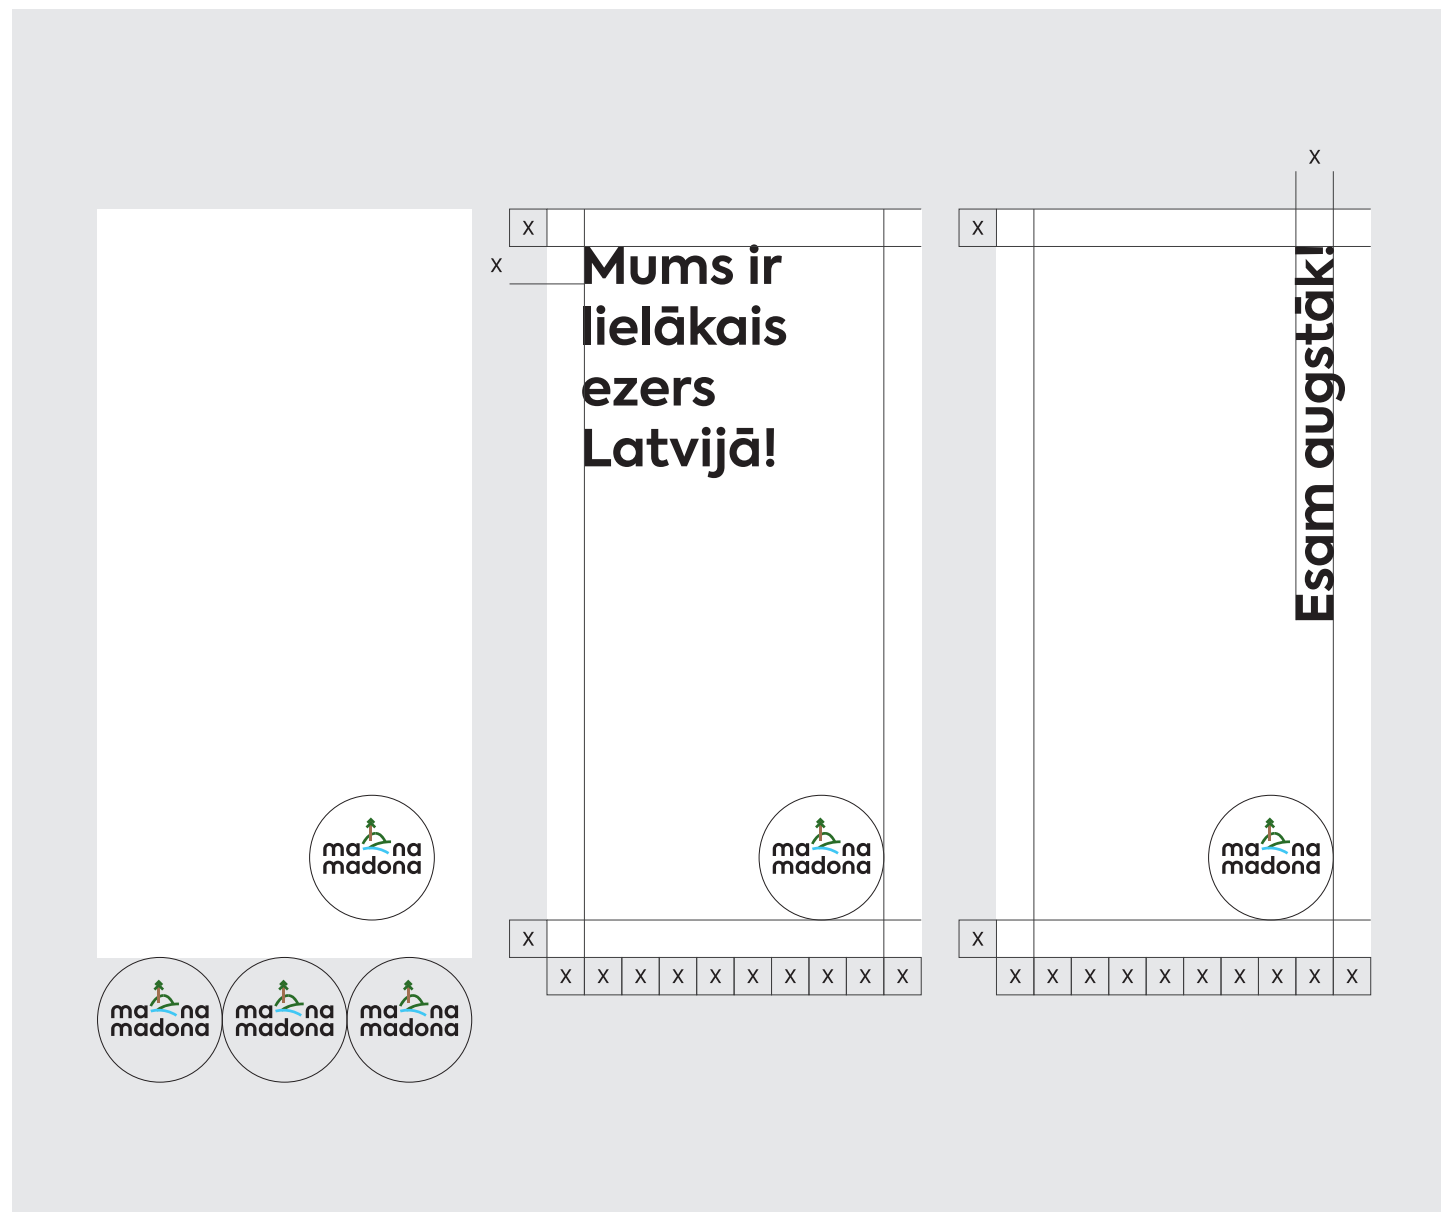 ma na
madona
ma na
madona
ma na
madona
ma na
madona
X
X
Mums ir
lielākais
ezers
Latvijā!
ma na
madona
X
X X X X X X X X X X
X
X
Esam augstāk!
ma na
madona
X
X X X X X X X X X X